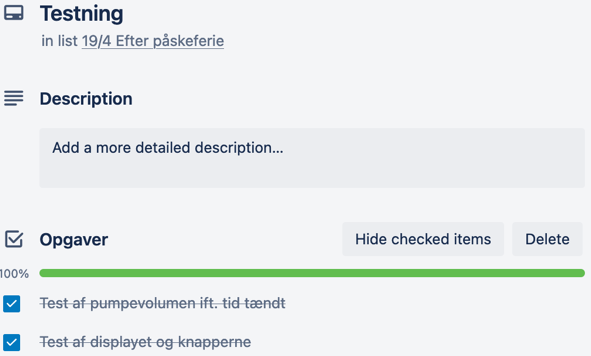 Testning
in list 19/4 Efter påskeferie
Description
Add a more detailed description...
Opgaver
Hide checked items
Delete
100%
Test af pumpevolumen ift. tid tændt
Test af displayet og knapperne